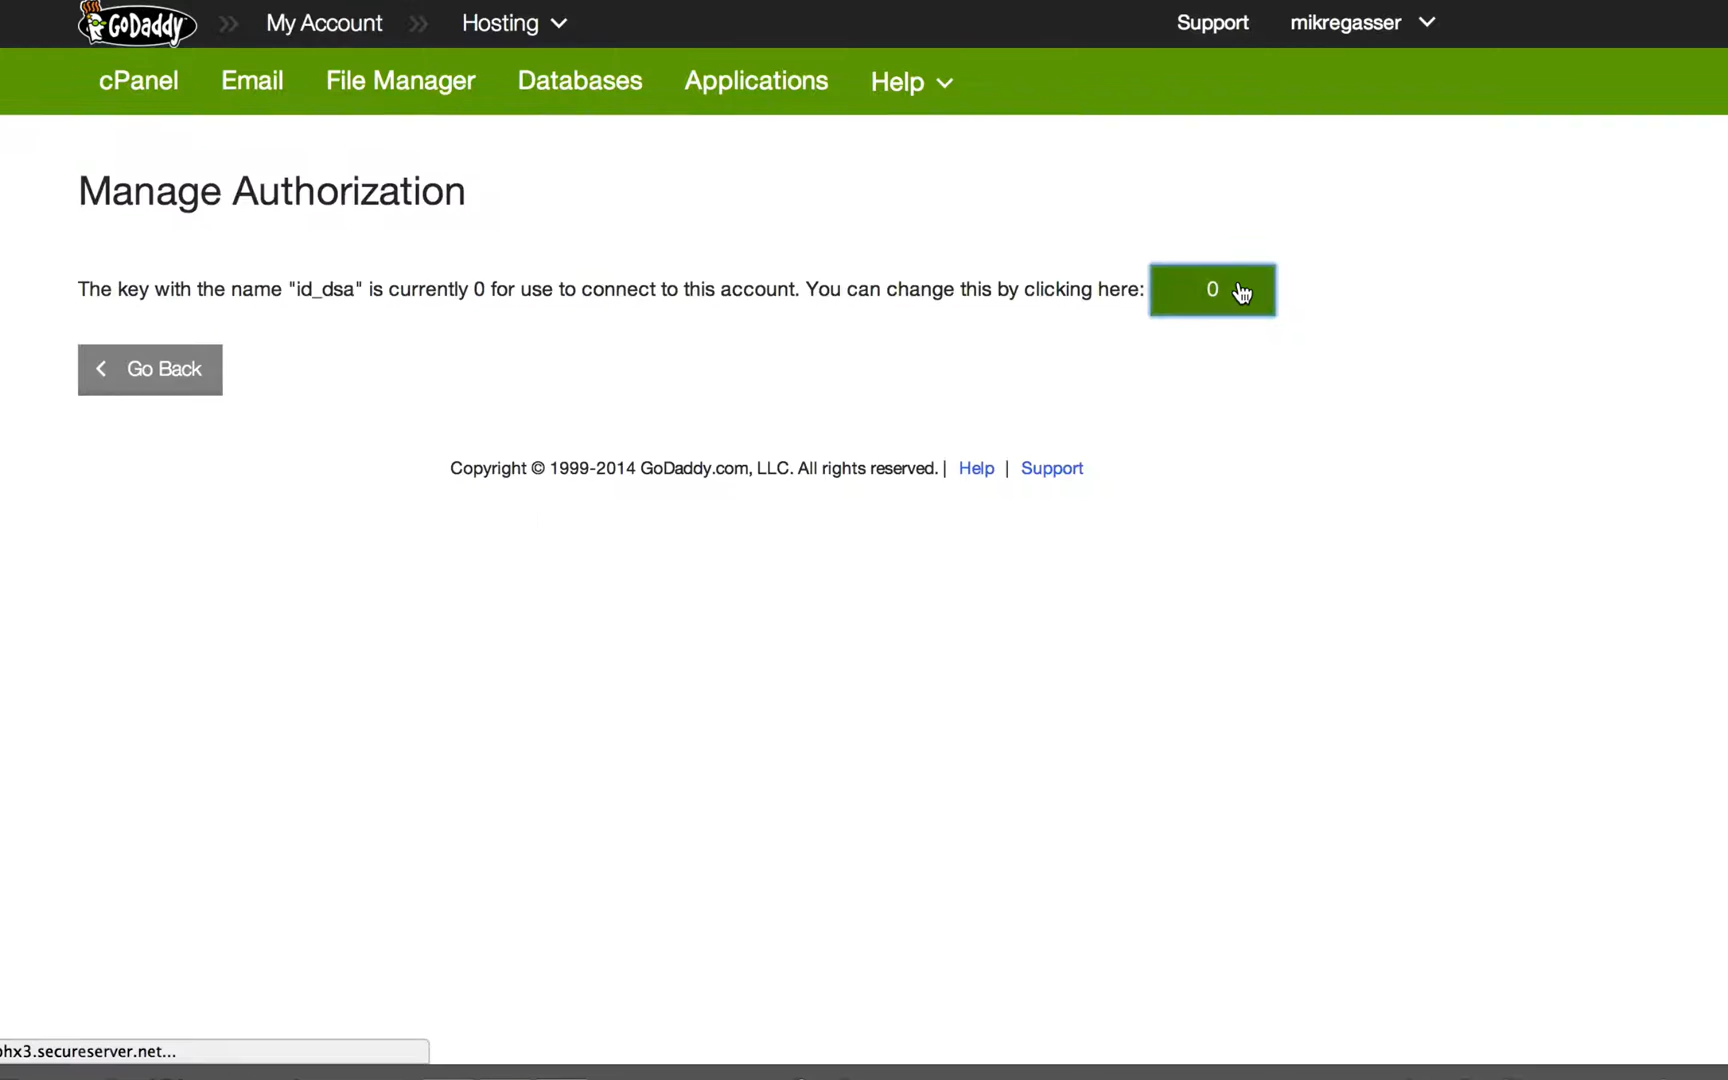 GoDaddy My Account Hosting Support mikregasser
cPanel Email File Manager Databases Applications Help
Manage Authorization
The key with the name "id_dsa" is currently 0 for use to connect to this account. You can change this by clicking here: 0
Go Back
Copyright © 1999-2014 GoDaddy.com, LLC. All rights reserved. | Help | Support
phx3.secureserver.net...